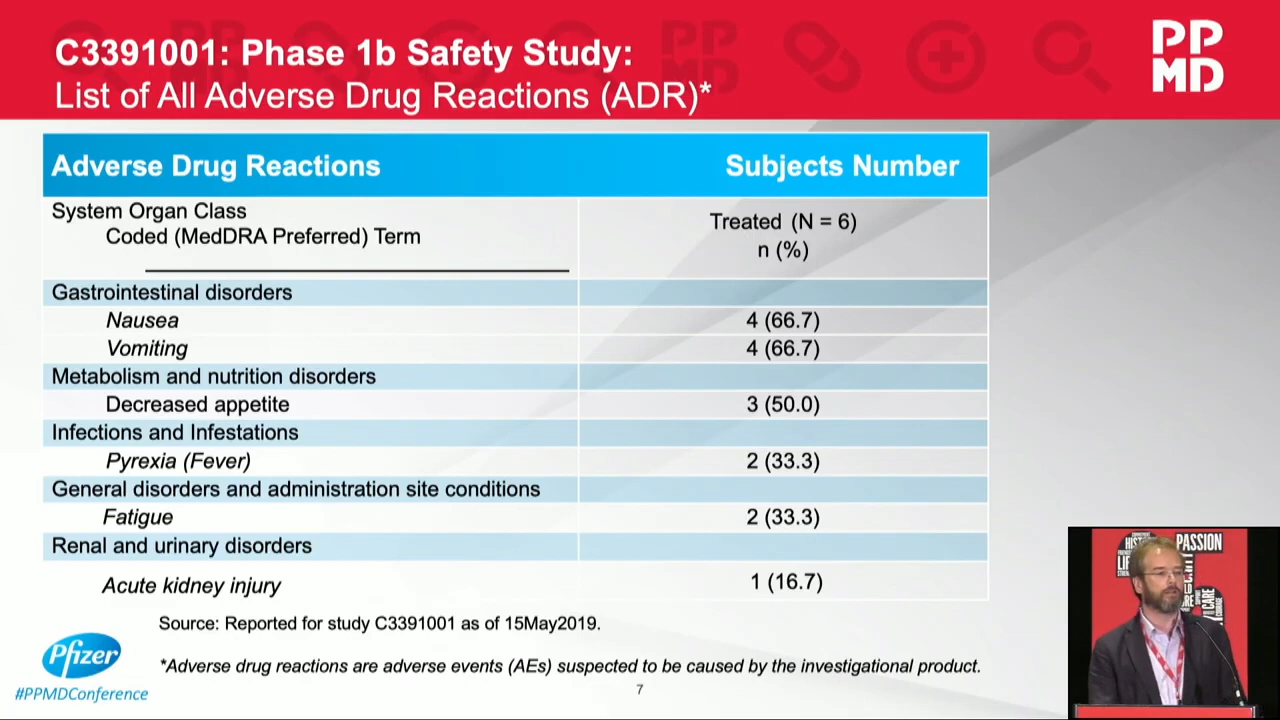 C3391001: Phase 1b Safety Study:
List of All Adverse Drug Reactions (ADR)*
PP
MD
Adverse Drug Reactions Subjects Number
System Organ Class
Coded (MedDRA Preferred) Term
Treated (N = 6)
n (%)
Gastrointestinal disorders
Nausea 4 (66.7)
Vomiting 4 (66.7)
Metabolism and nutrition disorders
Decreased appetite 3 (50.0)
Infections and Infestations
Pyrexia (Fever) 2 (33.3)
General disorders and administration site conditions
Fatigue 2 (33.3)
Renal and urinary disorders
Acute kidney injury 1 (16.7)
Source: Reported for study C3391001 as of 15May2019.
*Adverse drug reactions are adverse events (AEs) suspected to be caused by the investigational product.
Pfizer
#PPMDConference
7
PASSION
CARE